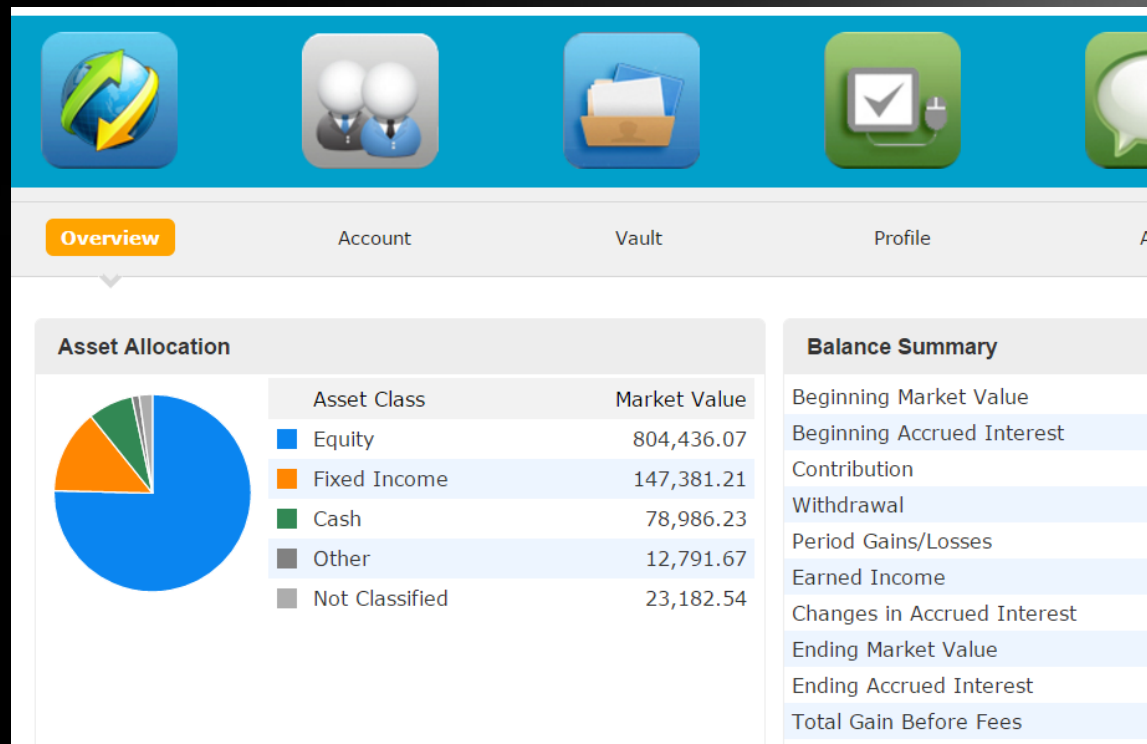 Overview Account Vault Profile
Asset Allocation
Asset Class Market Value
Equity 804,436.07
Fixed Income 147,381.21
Cash 78,986.23
Other 12,791.67
Not Classified 23,182.54
Balance Summary
Beginning Market Value
Beginning Accrued Interest
Contribution
Withdrawal
Period Gains/Losses
Earned Income
Changes in Accrued Interest
Ending Market Value
Ending Accrued Interest
Total Gain Before Fees